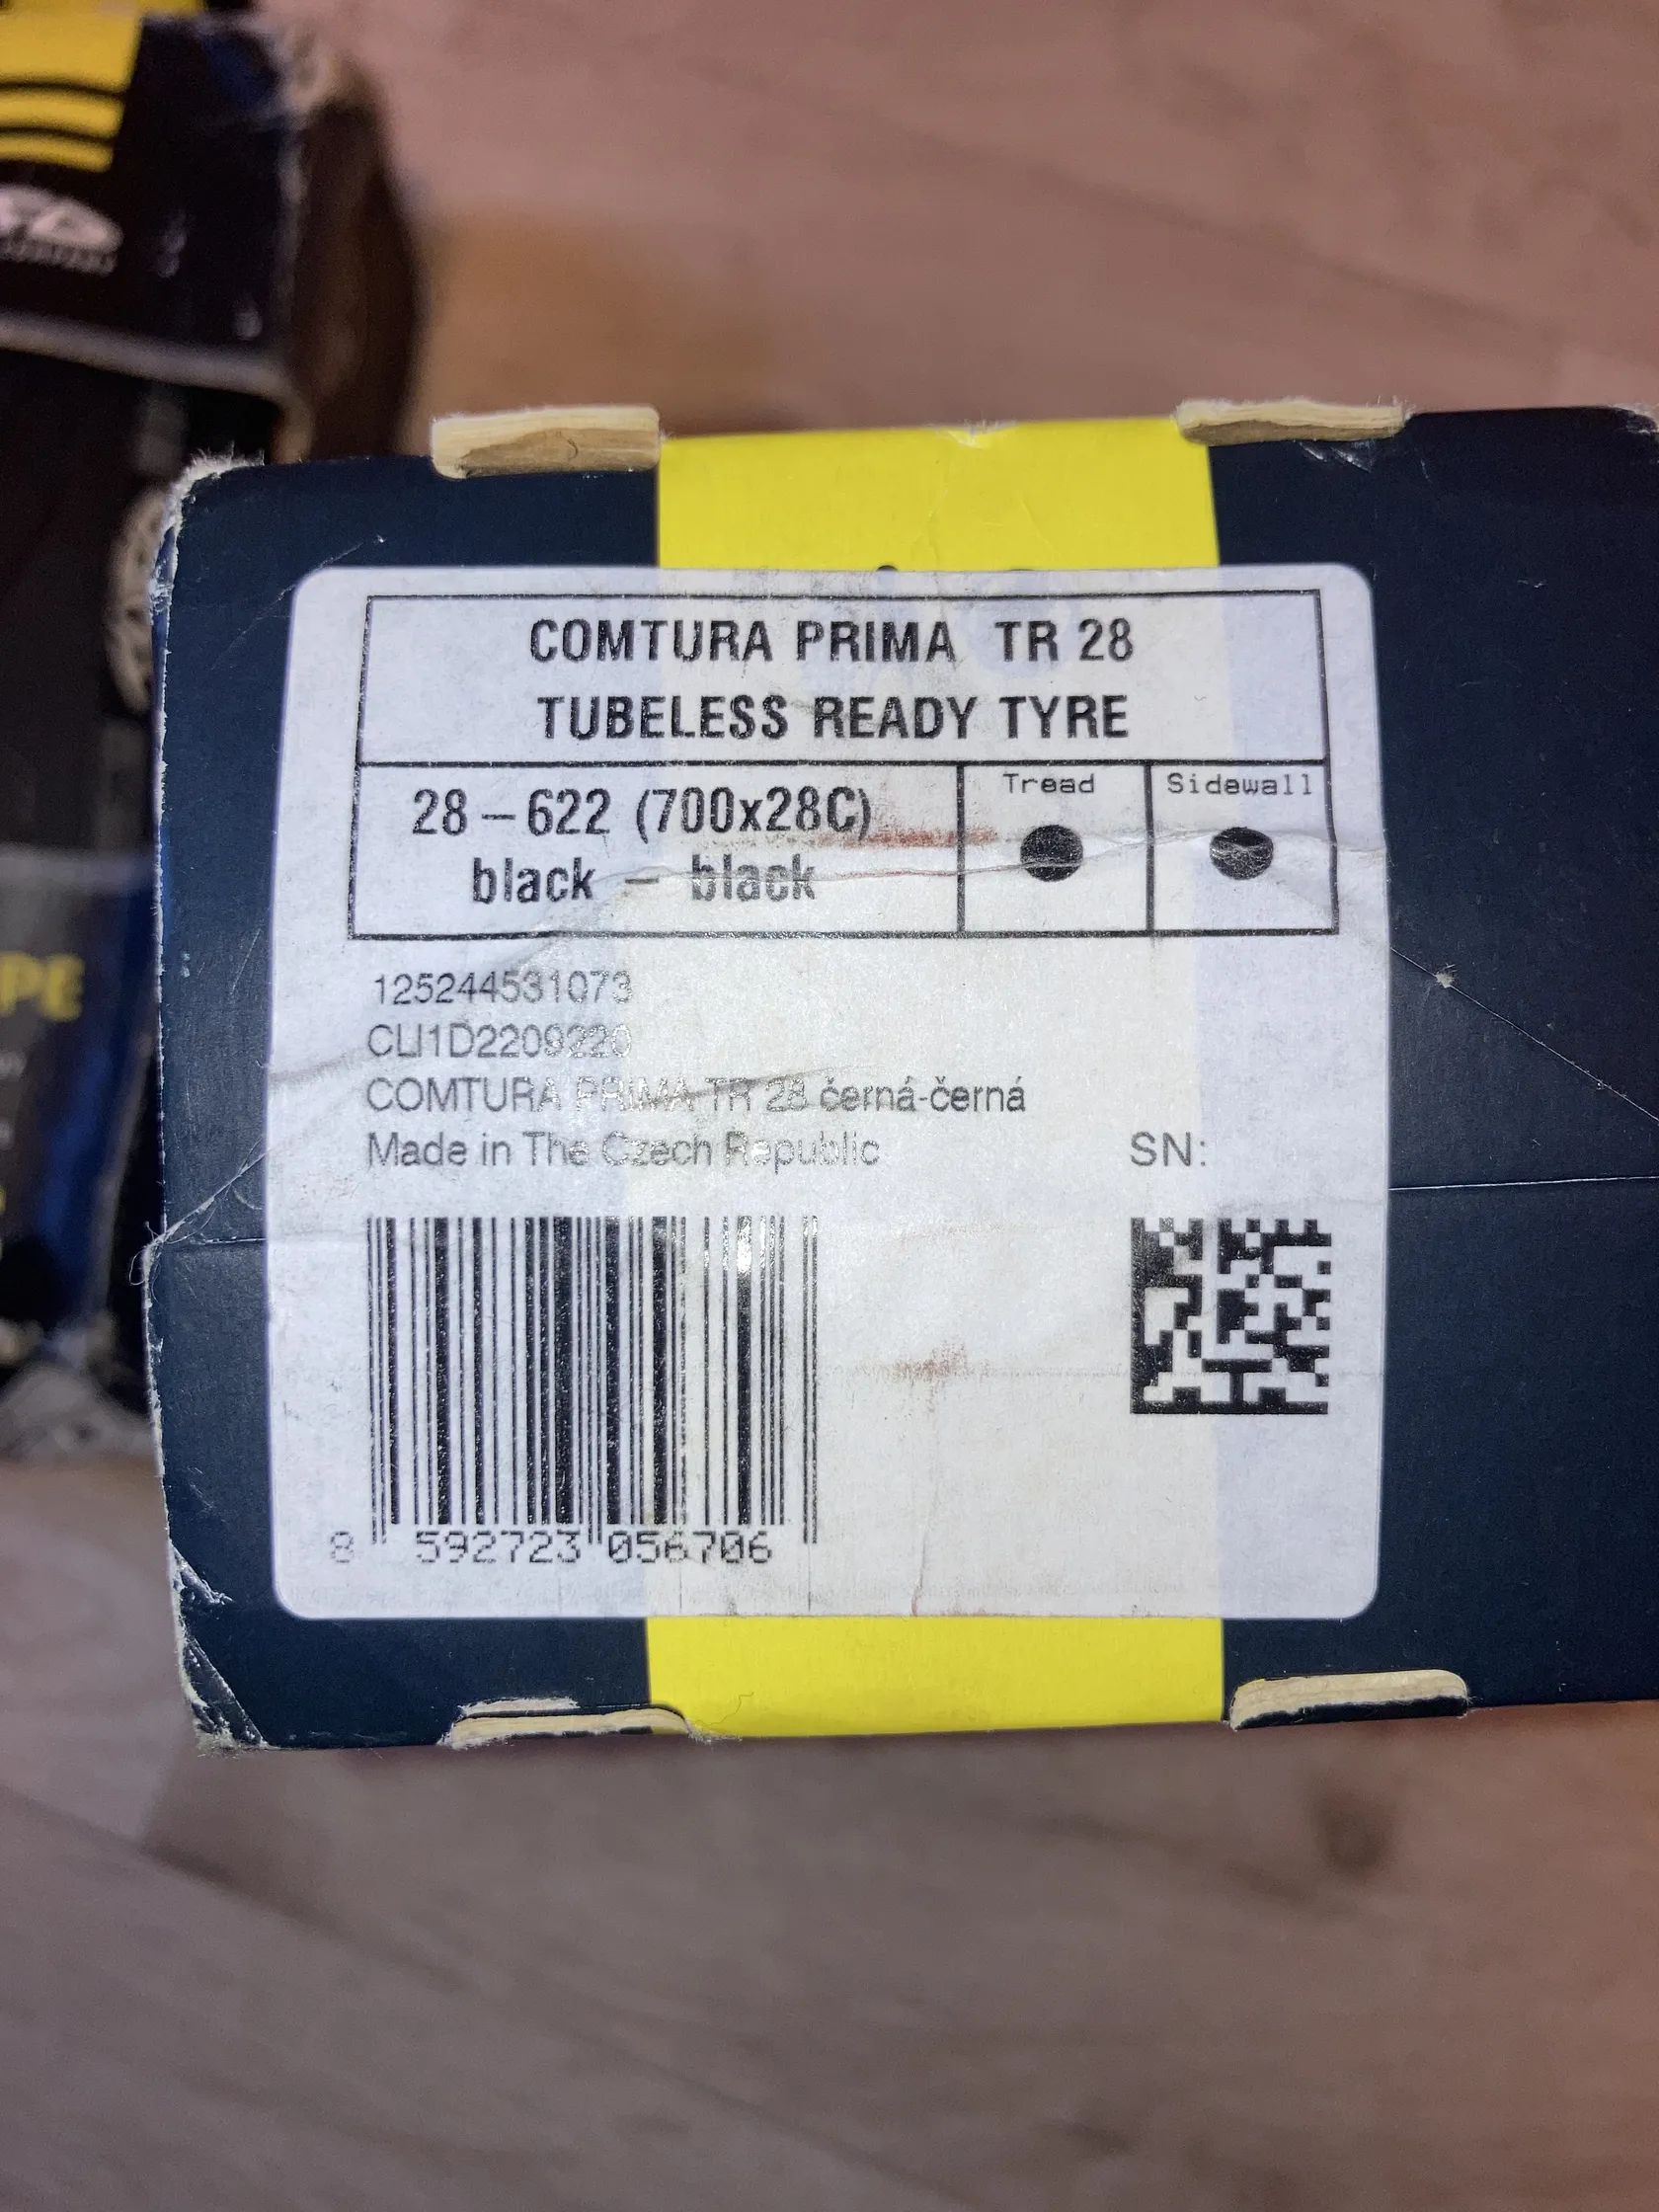 COMTURA PRIMA TR 28
TUBELESS READY TYRE
28 – 622 (700x28C)
black – black
Tread
Sidewall
125244531073
CLI1D2209220
COMTURA PRIMA TR 28 černá-černá
Made in The Czech Republic
SN:
8 592723 056706
PE